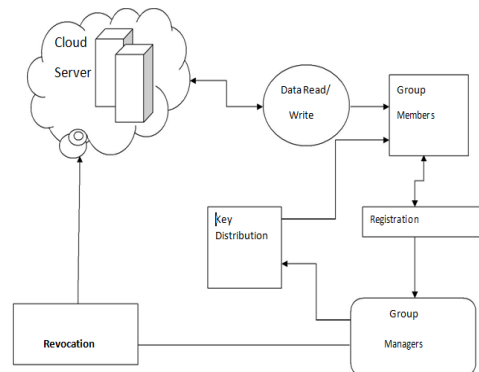 Cloud
Server
Data Read/
Write
Group
Members
Key
Distribution
Registration
Group
Managers
Revocation